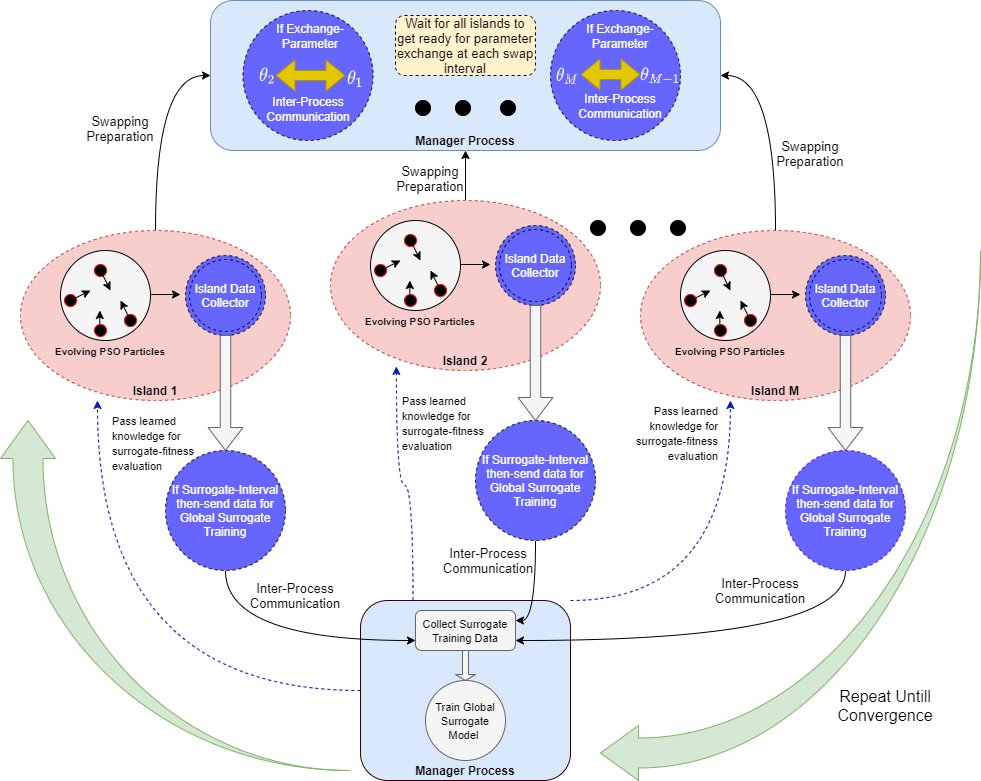 If Exchange-
Parameter
θ2 θ1
Inter-Process
Communication
Wait for all islands to
get ready for parameter
exchange at each swap
interval
If Exchange-
Parameter
θM θM−1
Inter-Process
Communication
Manager Process
Swapping
Preparation
Swapping
Preparation
Swapping
Preparation
Island Data
Collector
Evolving PSO Particles
Island 1
Island Data
Collector
Evolving PSO Particles
Island 2
Island Data
Collector
Evolving PSO Particles
Island M
Pass learned
knowledge for
surrogate-fitness
evaluation
Pass learned
knowledge for
surrogate-fitness
evaluation
Pass learned
knowledge for
surrogate-fitness
evaluation
If Surrogate-Interval
then-send data for
Global Surrogate
Training
If Surrogate-Interval
then-send data for
Global Surrogate
Training
If Surrogate-Interval
then-send data for
Global Surrogate
Training
Inter-Process
Communication
Inter-Process
Communication
Inter-Process
Communication
Collect Surrogate
Training Data
Train Global
Surrogate
Model
Manager Process
Repeat Untill
Convergence